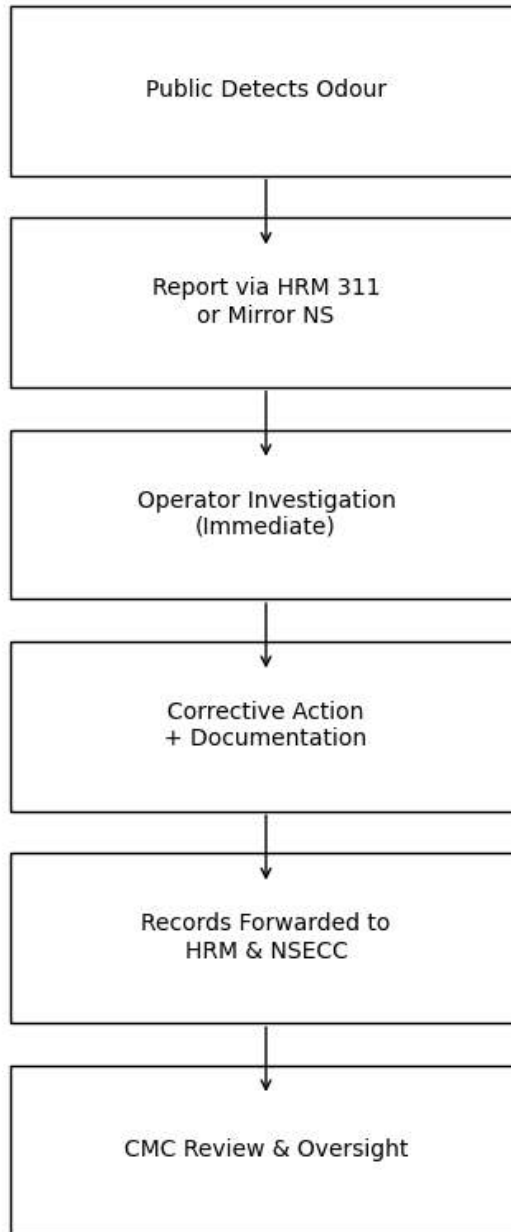 Public Detects Odour
Report via HRM 311
or Mirror NS
Operator Investigation
(Immediate)
Corrective Action
+ Documentation
Records Forwarded to
HRM & NSECC
CMC Review & Oversight